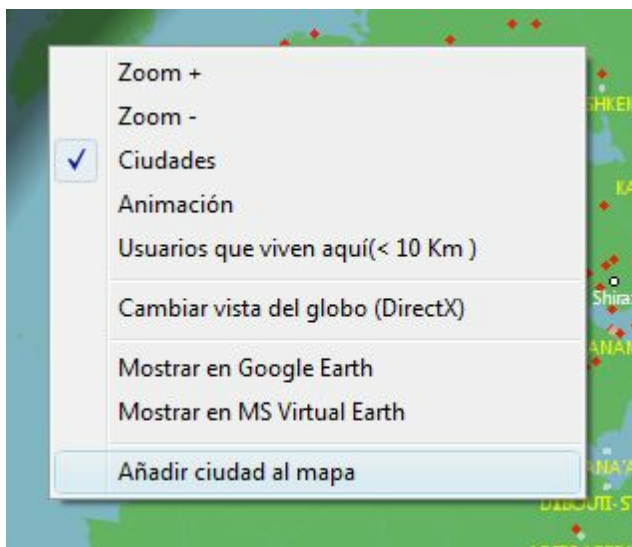 Zoom +
Zoom -
Ciudades
Animación
Usuarios que viven aquí(< 10 Km )
Cambiar vista del globo (DirectX)
Mostrar en Google Earth
Mostrar en MS Virtual Earth
Añadir ciudad al mapa